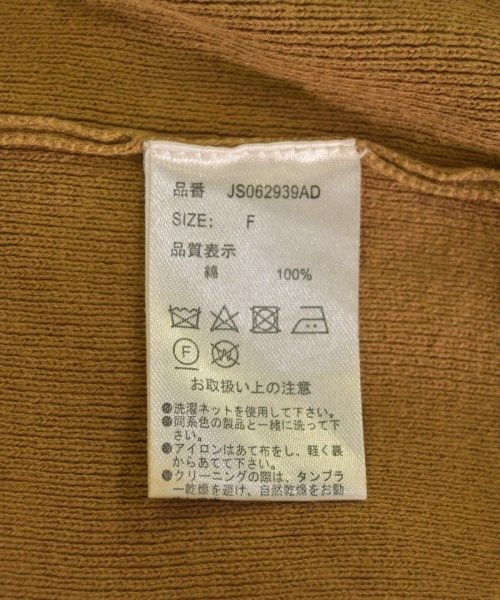 品番 JS062939AD
SIZE: F
品質表示
綿 100%
F
W
お取扱い上の注意
●洗濯ネットを使用して下さい。
●同系色の製品と一緒に洗って下
さい。
●アイロンはあて布をし、軽く裏
からあてて下さい。
●クリーニングの際は、タンブラ
ー乾燥を避け、自然乾燥をお勧